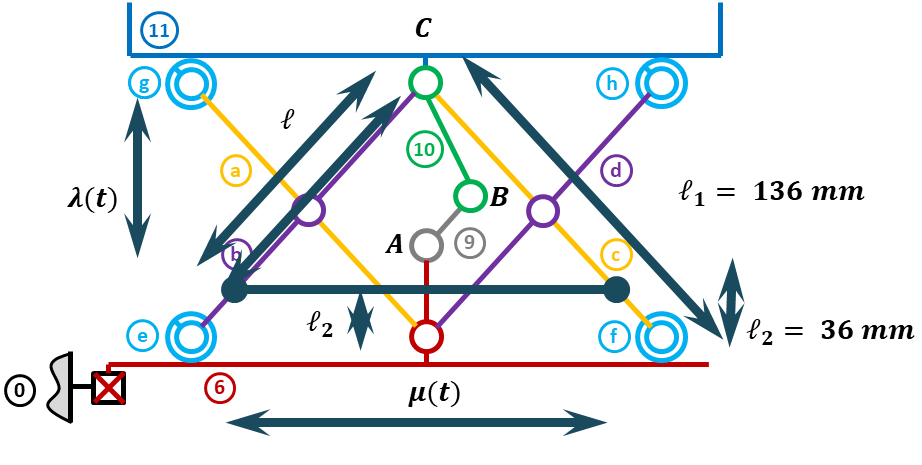 11
C
g
h
ℓ
a
10
d
λ(t)
B
ℓ₁ = 136 mm
A
9
b
c
e
ℓ₂
f
ℓ₂ = 36 mm
0
6
μ(t)